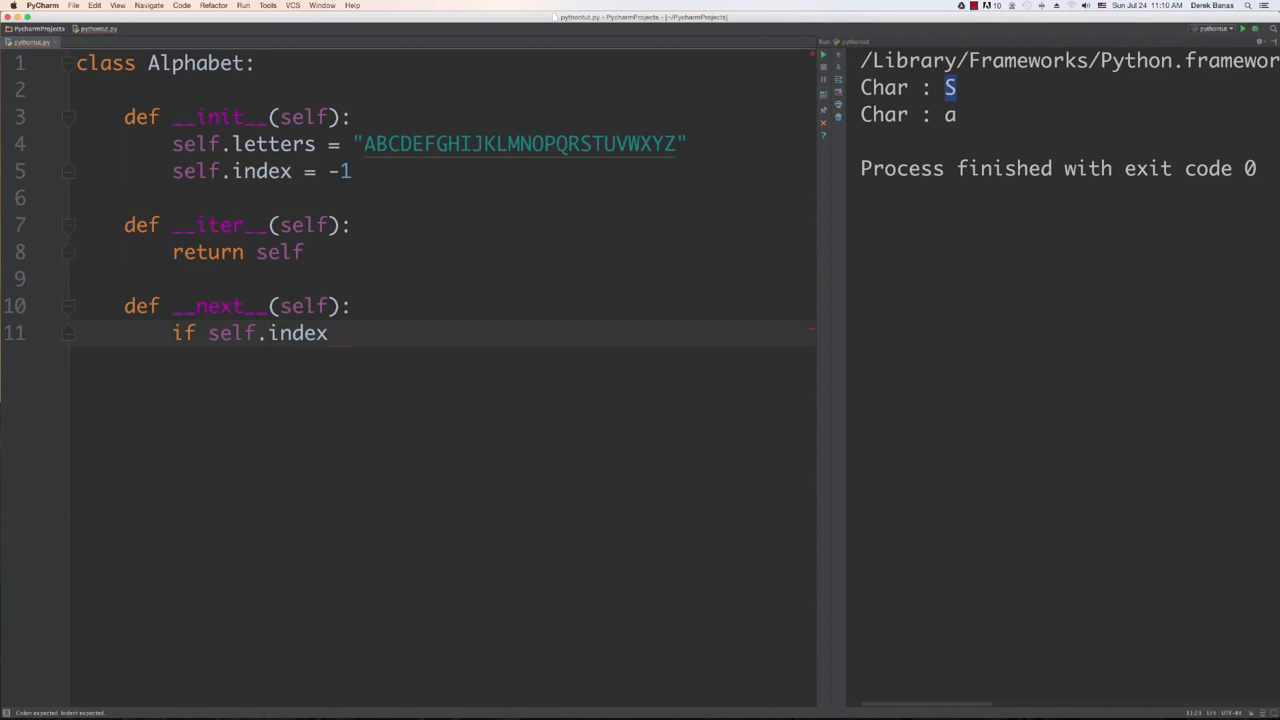 PyCharm File Edit View Navigate Code Refactor Run Tools VCS Window Help
10 Sun Jul 24 11:10 AM Derek Banas
pythontut.py - PycharmProjects - [~/PycharmProjects]
PycharmProjects pythontut.py
pythontut
pythontut.py
Run: pythontut
1 class Alphabet:
2
3 def __init__(self):
4 self.letters = "ABCDEFGHIJKLMNOPQRSTUVWXYZ"
5 self.index = -1
6
7 def __iter__(self):
8 return self
9
10 def __next__(self):
11 if self.index
/Library/Frameworks/Python.framewor
Char : S
Char : a
Process finished with exit code 0
Colon expected. Indent expected.
11:23 LF÷ UTF-8÷